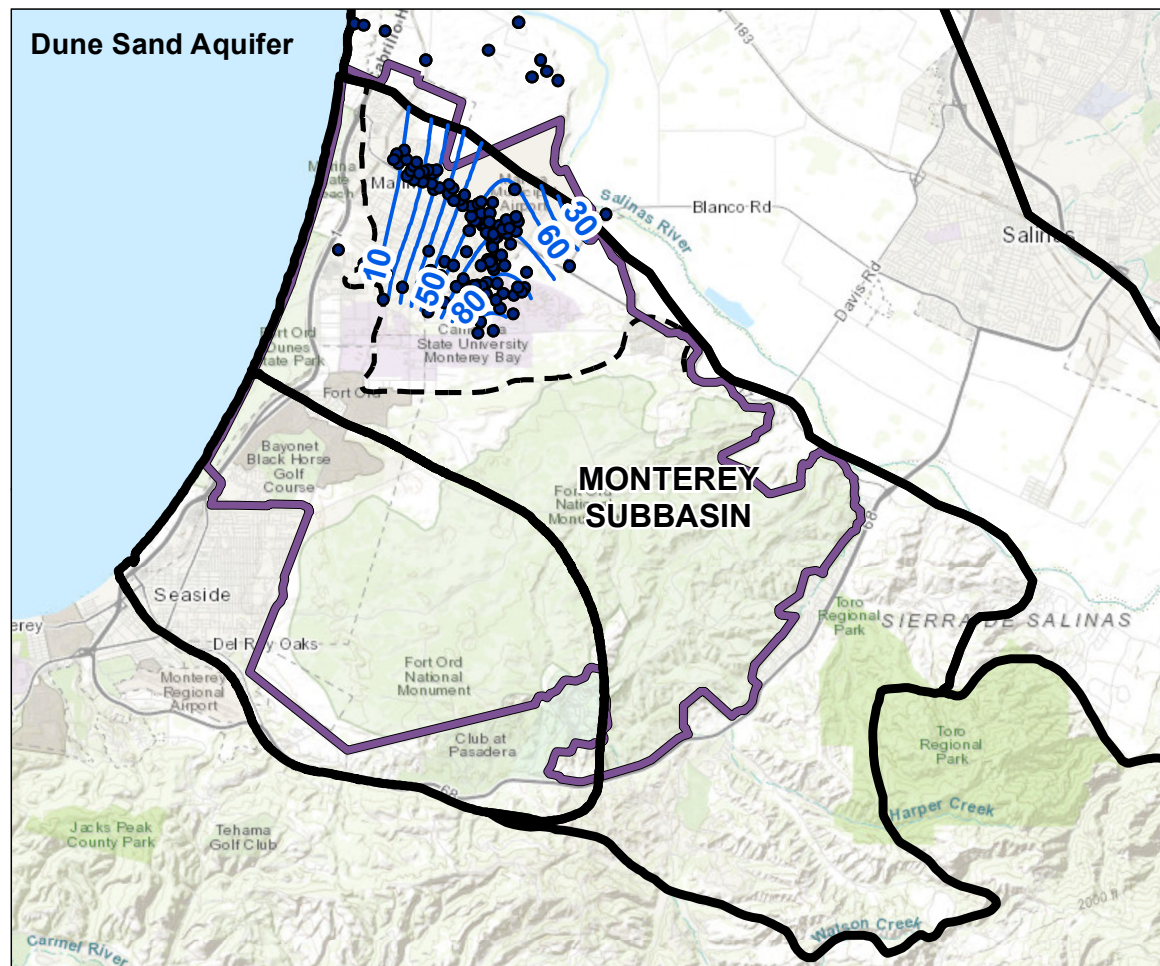 Dune Sand Aquifer
183
Salinas River
Blanco Rd
Salinas
Davis Rd
Airport
30
60
10
50
80
1
State University
Monterey Bay
Fort Ord
Dunes
State Park
Fort Ord
Bayonet
Black Horse
Golf
Course
MONTEREY
SUBBASIN
68
Seaside
Toro
Regional
Park
SIERRA DE SALINAS
Del Rey Oaks
Monterey
Regional
Airport
Fort Ord
National
Monument
Club at
Pasadera
Toro
Regional
Park
68
Harper Creek
Jacks Peak
County Park
Tehama
Golf Club
2000 ft
Watson Creek
Carmel River